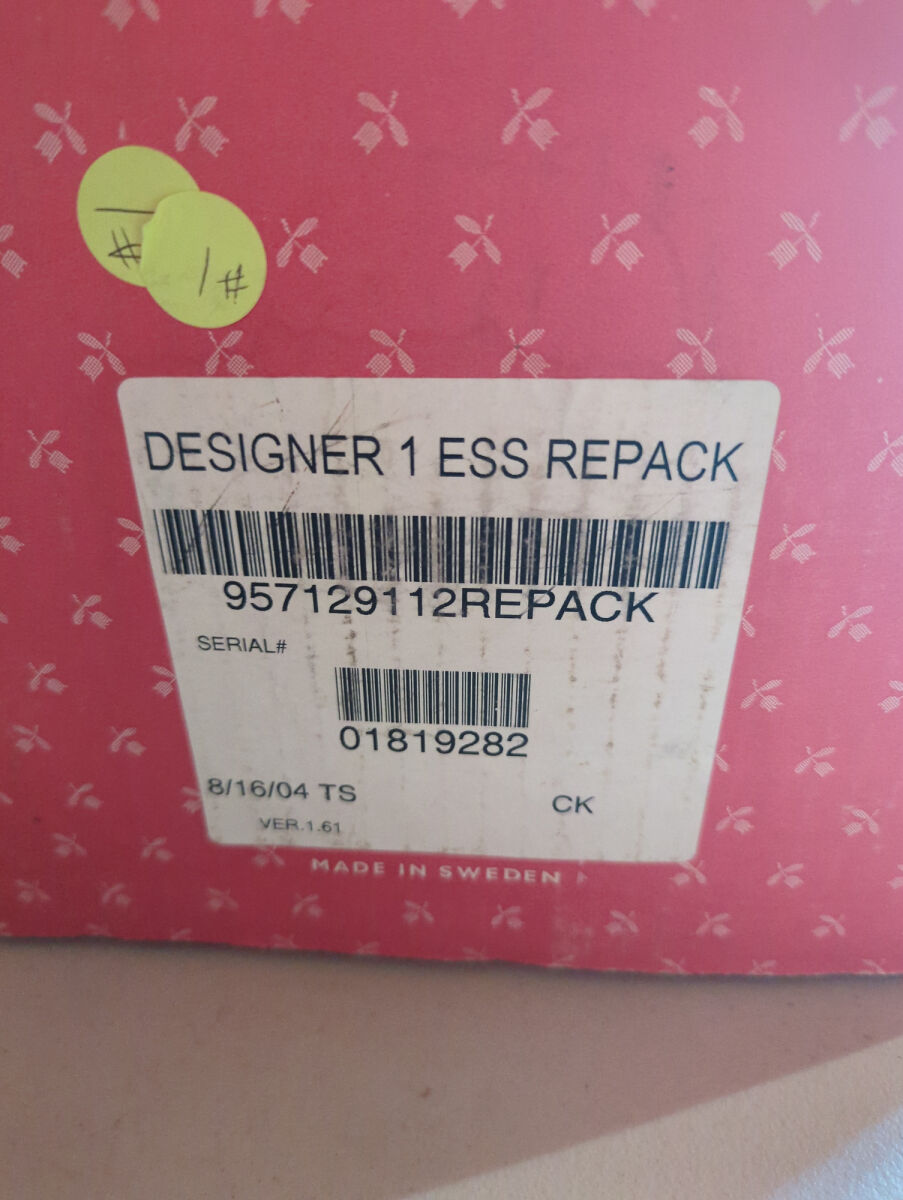 — #
1 #
DESIGNER 1 ESS REPACK
957129112REPACK
SERIAL#
01819282
8/16/04 TS
CK
VER.1.61
MADE IN SWEDEN